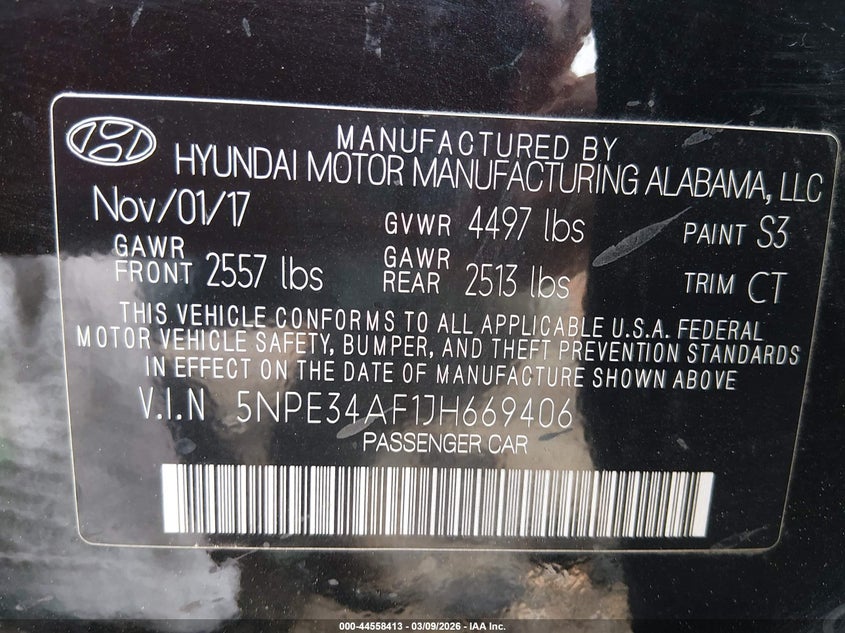 MANUFACTURED BY
HYUNDAI MOTOR MANUFACTURING ALABAMA, LLC
Nov/01/17 GVWR 4497 lbs PAINT S3
GAWR FRONT 2557 lbs GAWR REAR 2513 lbs TRIM CT
THIS VEHICLE CONFORMS TO ALL APPLICABLE U.S.A. FEDERAL
MOTOR VEHICLE SAFETY, BUMPER, AND THEFT PREVENTION STANDARDS
IN EFFECT ON THE DATE OF MANUFACTURE SHOWN ABOVE
V.I.N 5NPE34AF1JH669406
PASSENGER CAR
000-44558413 - 03/09/2026 - IAA Inc.